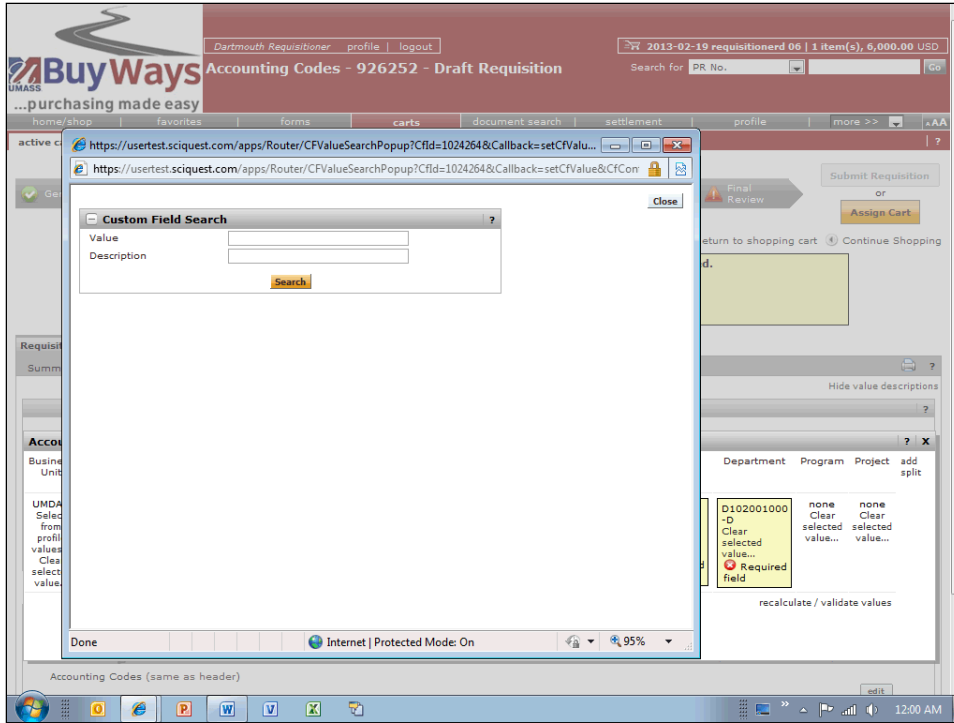 UMASS
BuyWays
...purchasing made easy
Dartmouth Requisitioner profile | logout
2013-02-19 requisitionerd 06 | 1 item(s), 6,000.00 USD
Accounting Codes - 926252 - Draft Requisition
Search for PR No. Go
home/shop | favorites | forms | carts | document search | settlement | profile | more >> AAA
active c
?
https://usertest.sciquest.com/apps/Router/CFValueSearchPopup?CfId=1024264&Callback=setCfValu...
https://usertest.sciquest.com/apps/Router/CFValueSearchPopup?CfId=1024264&Callback=setCfValue&CfCom
Close
Custom Field Search ?
Value
Description
Search
Done
Internet | Protected Mode: On
95%
Ge
Final
Review
Submit Requisition
or
Assign Cart
eturn to shopping cart Continue Shopping
d.
Requisit
Summ
?
Hide value descriptions
?
Accou
? X
Busine
Unit
Department Program Project add
split
UMDA
Selec
from
profil
values
Clea
select
value.
D102001000
-D
Clear
selected
value...
Required
field
none
Clear
selected
value...
none
Clear
selected
value...
recalculate / validate values
Accounting Codes (same as header)
edit
12:00 AM